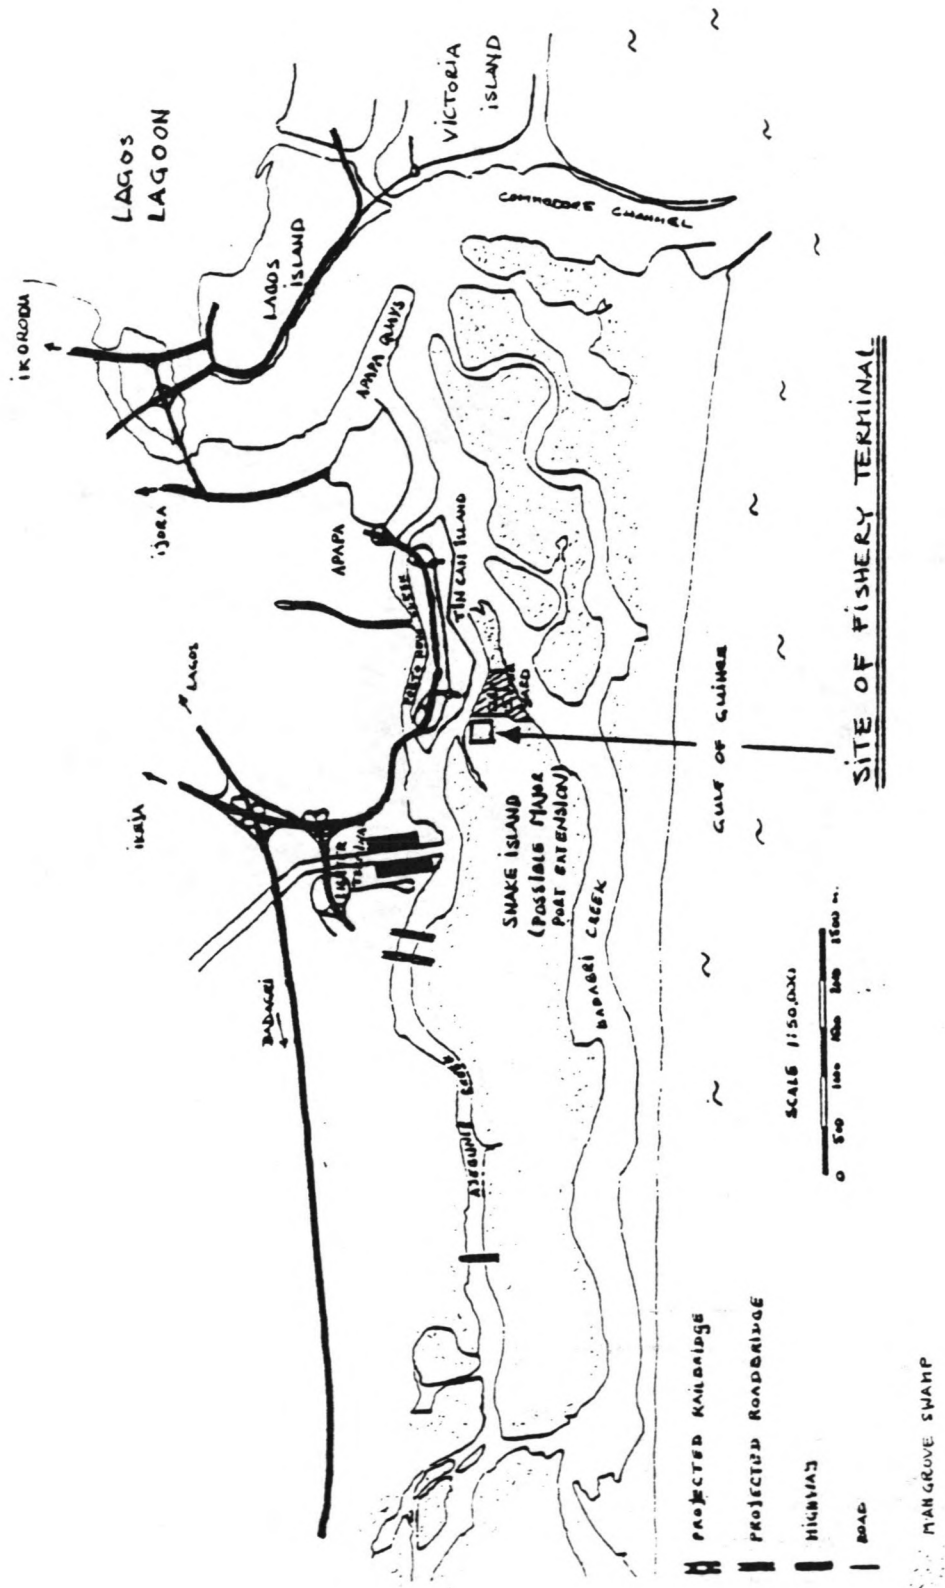 LAGOS
LAGOON
VICTORIA
ISLAND
IKORODU
LAGOS
ISLAND
COMMODORE CHANNEL
APAPA QUAYS
IJORA
APAPA
TIN CAN ISLAND
LAGOS
IKEJA
YARD
SNAKE ISLAND
(POSSIBLE MAJOR
PORT EXTENSION)
BADAGRI
BADAGRI CREEK
CREEK
GULF OF GUINEA
SITE OF FISHERY TERMINAL
SCALE 1:50,000
0 500 1000
PROJECTED RAILBRIDGE
PROJECTED ROADBRIDGE
HIGHWAY
ROAD
MANGROVE SWAMP